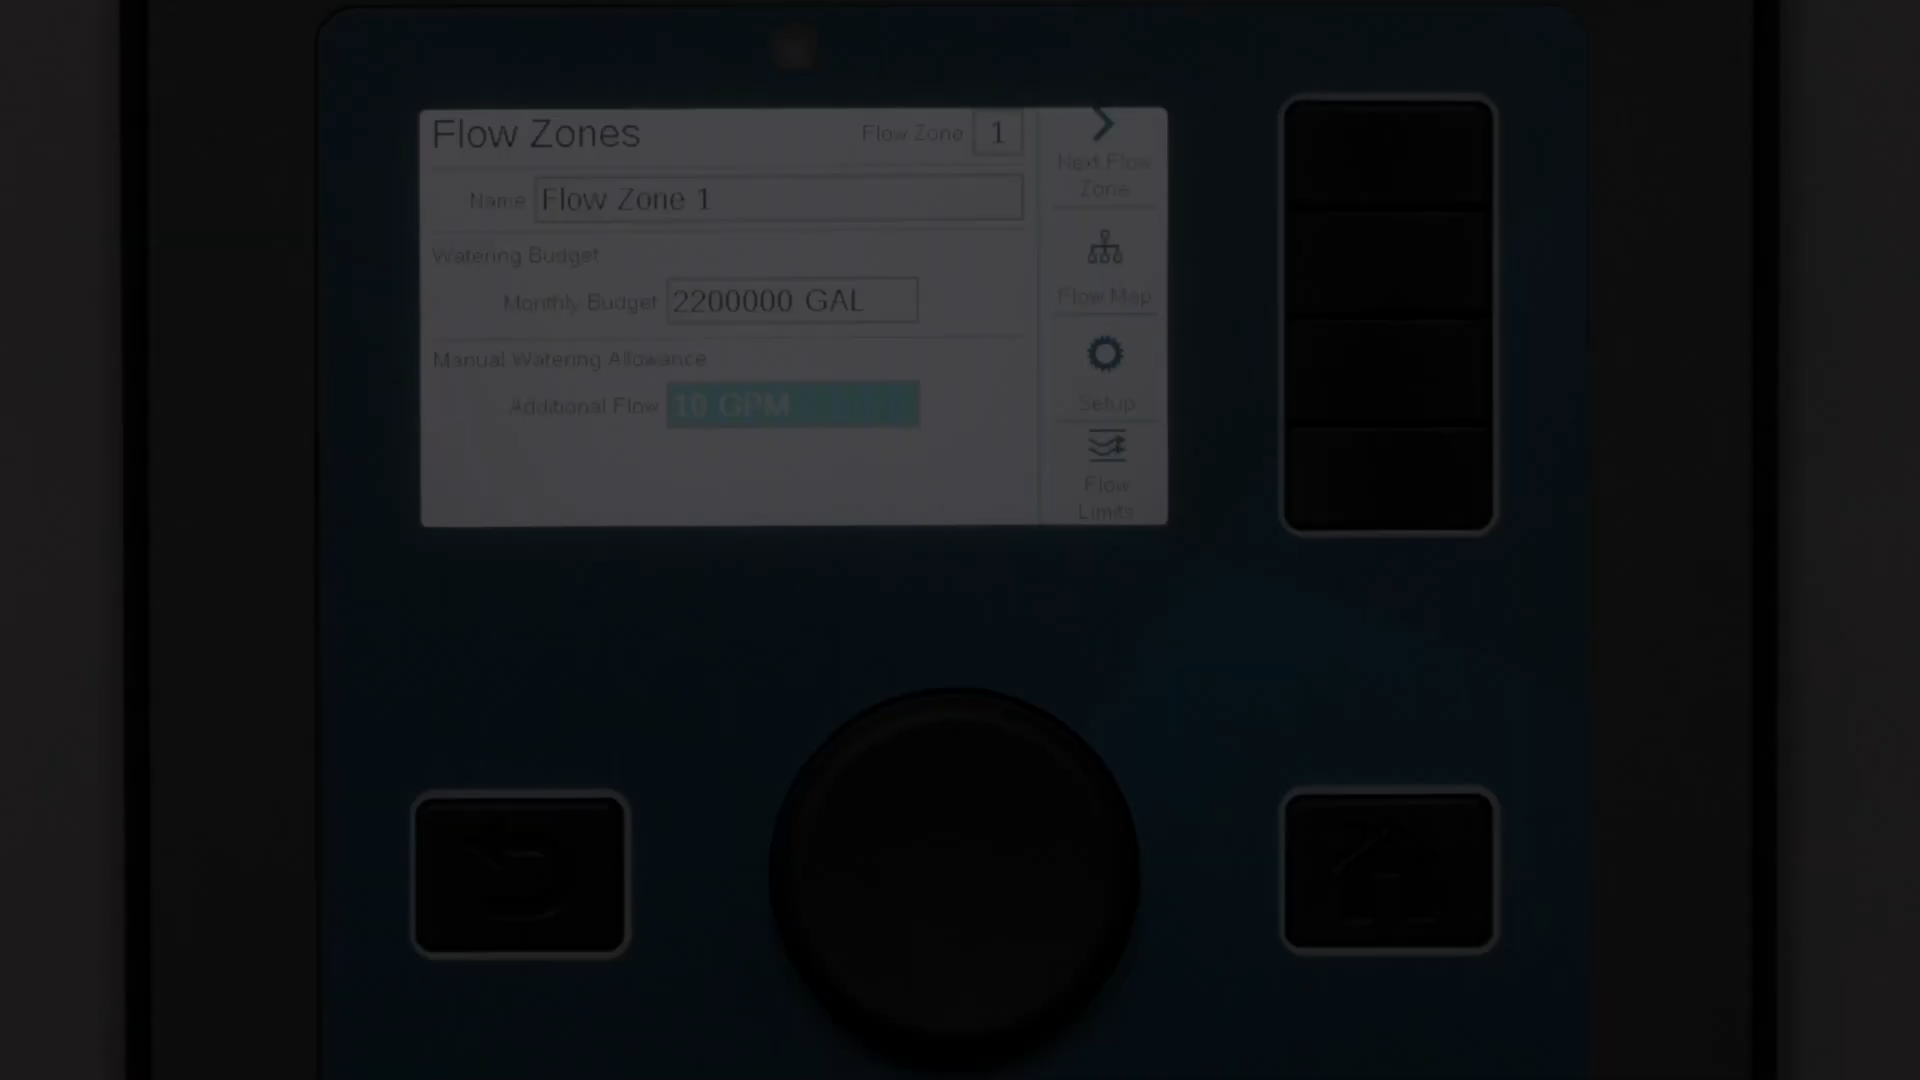 Flow Zones
Flow Zone 1
Name Flow Zone 1
Watering Budget
Monthly Budget 2200000 GAL
Manual Watering Allowance
Additional Flow 10 GPM
Next Flow
Zone
Flow Map
Setup
Flow
Limits